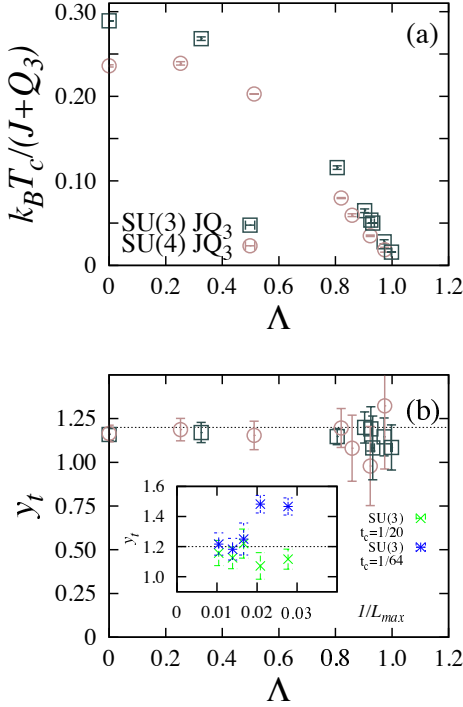 (a)
0.30
0.20
0.10
0
k_BT_c/(J+Q_3)
SU(3) JQ_3
SU(4) JQ_3
0 0.2 0.4 0.6 0.8 1.0 1.2
Λ
(b)
1.50
1.25
1.00
0.75
0.50
0.25
0
y_t
1.6
1.4
1.2
1.0
y_t
0 0.01 0.02 0.03
SU(3)
t_c=1/20
SU(3)
t_c=1/64
1/L_max
0 0.2 0.4 0.6 0.8 1.0 1.2
Λ